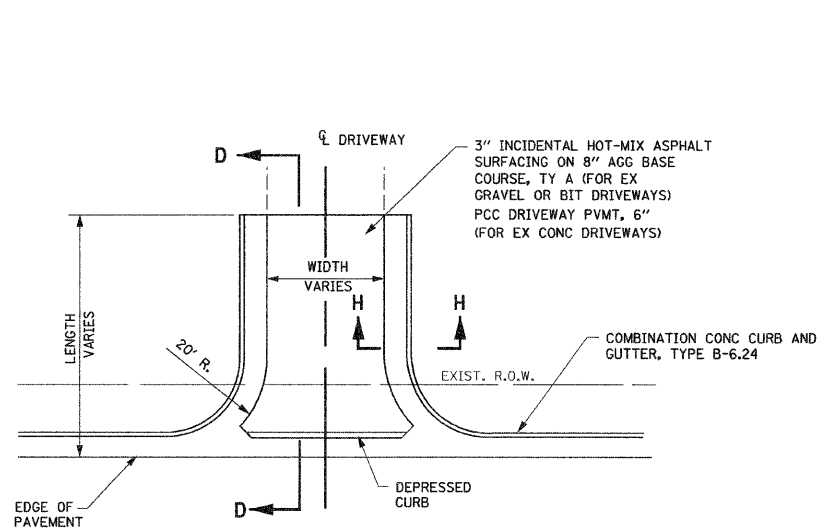 ℄ DRIVEWAY
D
3" INCIDENTAL HOT-MIX ASPHALT
SURFACING ON 8" AGG BASE
COURSE, TY A (FOR EX
GRAVEL OR BIT DRIVEWAYS)
PCC DRIVEWAY PVMT, 6"
(FOR EX CONC DRIVEWAYS)
WIDTH
VARIES
H
H
LENGTH
VARIES
20' R.
COMBINATION CONC CURB AND
GUTTER, TYPE B-6.24
EXIST. R.O.W.
DEPRESSED
CURB
D
EDGE OF
PAVEMENT